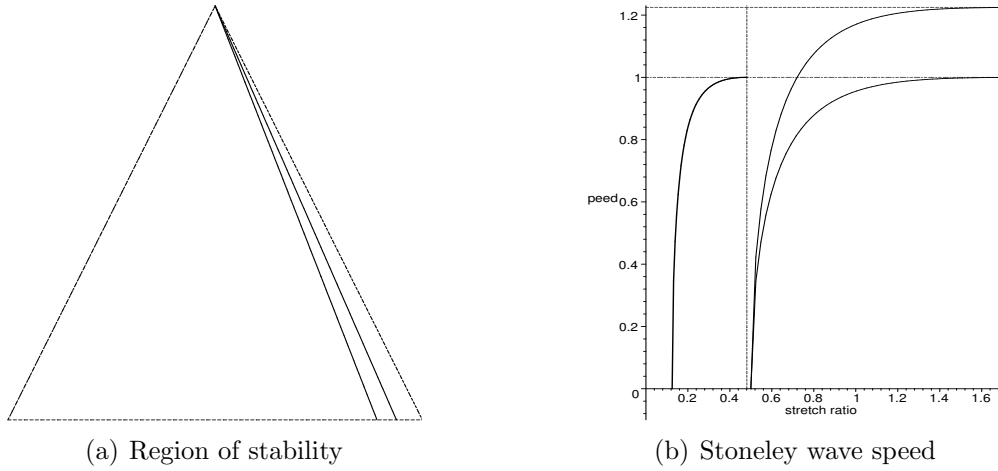 1.2
1
0.8
peed
0.6
0.4
0.2
0
0.2 0.4 0.6 0.8 1 1.2 1.4 1.6
stretch ratio
(a) Region of stability
(b) Stoneley wave speed